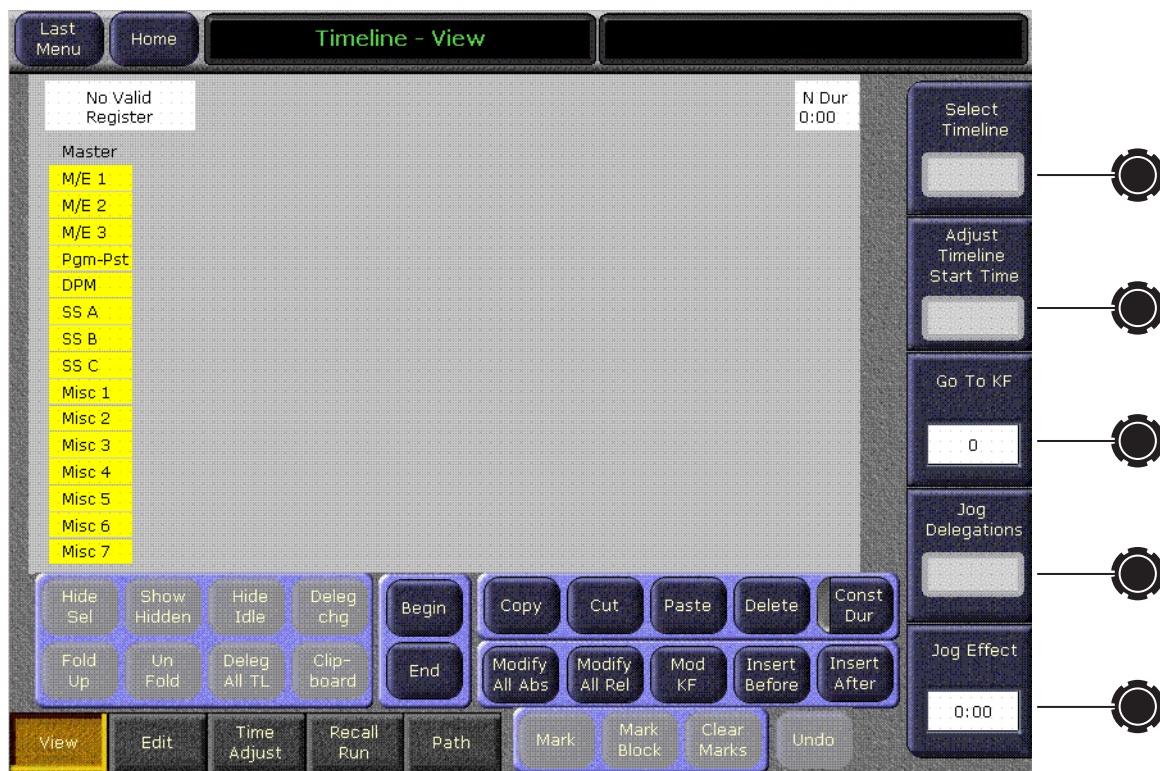 Last
Menu
Home
Timeline - View
No Valid
Register
N Dur
0:00
Master
M/E 1
M/E 2
M/E 3
Pgm-Pst
DPM
SS A
SS B
SS C
Misc 1
Misc 2
Misc 3
Misc 4
Misc 5
Misc 6
Misc 7
Select
Timeline
Adjust
Timeline
Start Time
Go To KF
0
Jog
Delegations
Jog Effect
0:00
Hide
Sel
Show
Hidden
Hide
Idle
Deleg
chg
Fold
Up
Un
Fold
Deleg
All TL
Clip-
board
Begin
End
Copy
Cut
Paste
Delete
Const
Dur
Modify
All Abs
Modify
All Rel
Mod
KF
Insert
Before
Insert
After
View
Edit
Time
Adjust
Recall
Run
Path
Mark
Mark
Block
Clear
Marks
Undo